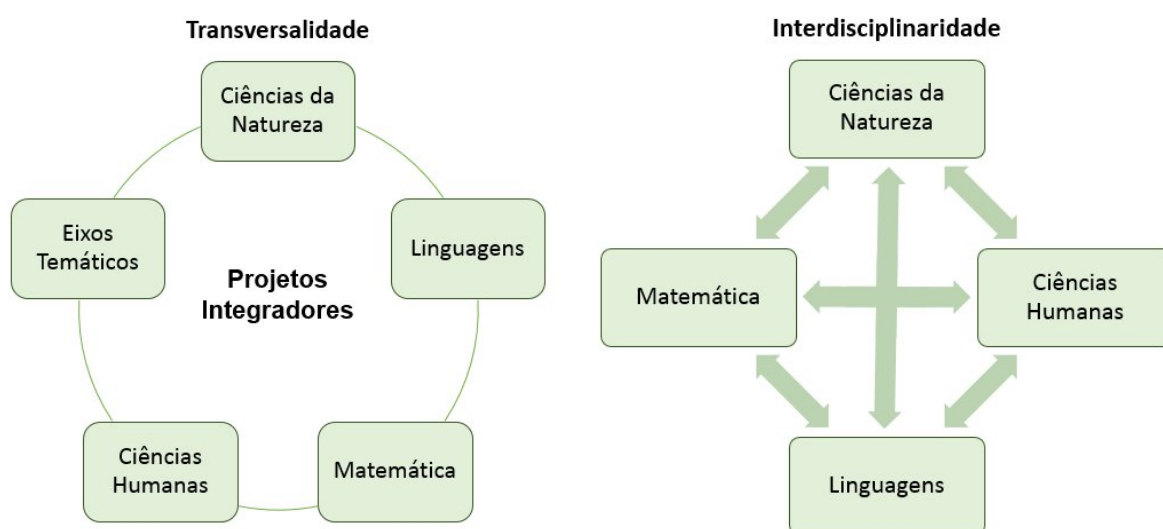 Transversalidade
Ciências da
Natureza
Eixos
Temáticos
Linguagens
Projetos
Integradores
Ciências
Humanas
Matemática
Interdisciplinaridade
Ciências da
Natureza
Matemática
Ciências
Humanas
Linguagens